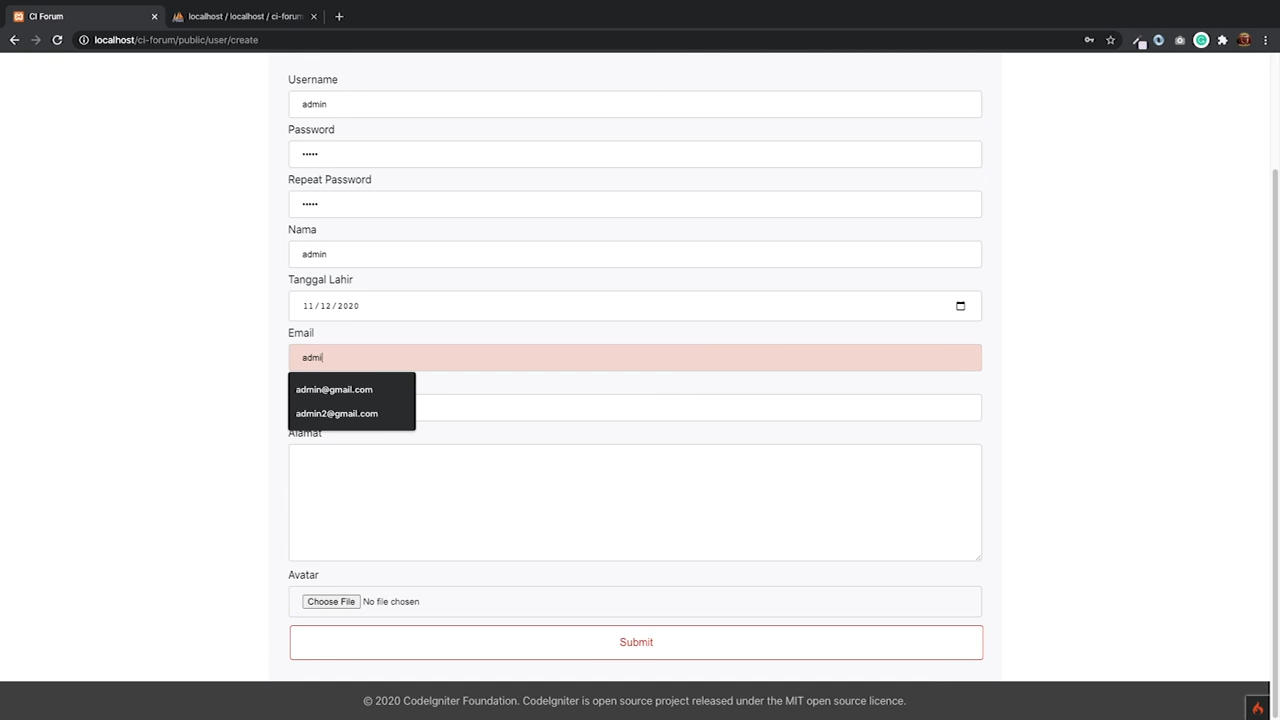 CI Forum
localhost / localhost / ci-forum
localhost/ci-forum/public/user/create
Username
admin
Password
•••••
Repeat Password
•••••
Nama
admin
Tanggal Lahir
11/12/2020
Email
admi
admin@gmail.com
admin2@gmail.com
Alamat
Avatar
Choose File No file chosen
Submit
© 2020 CodeIgniter Foundation. CodeIgniter is open source project released under the MIT open source licence.